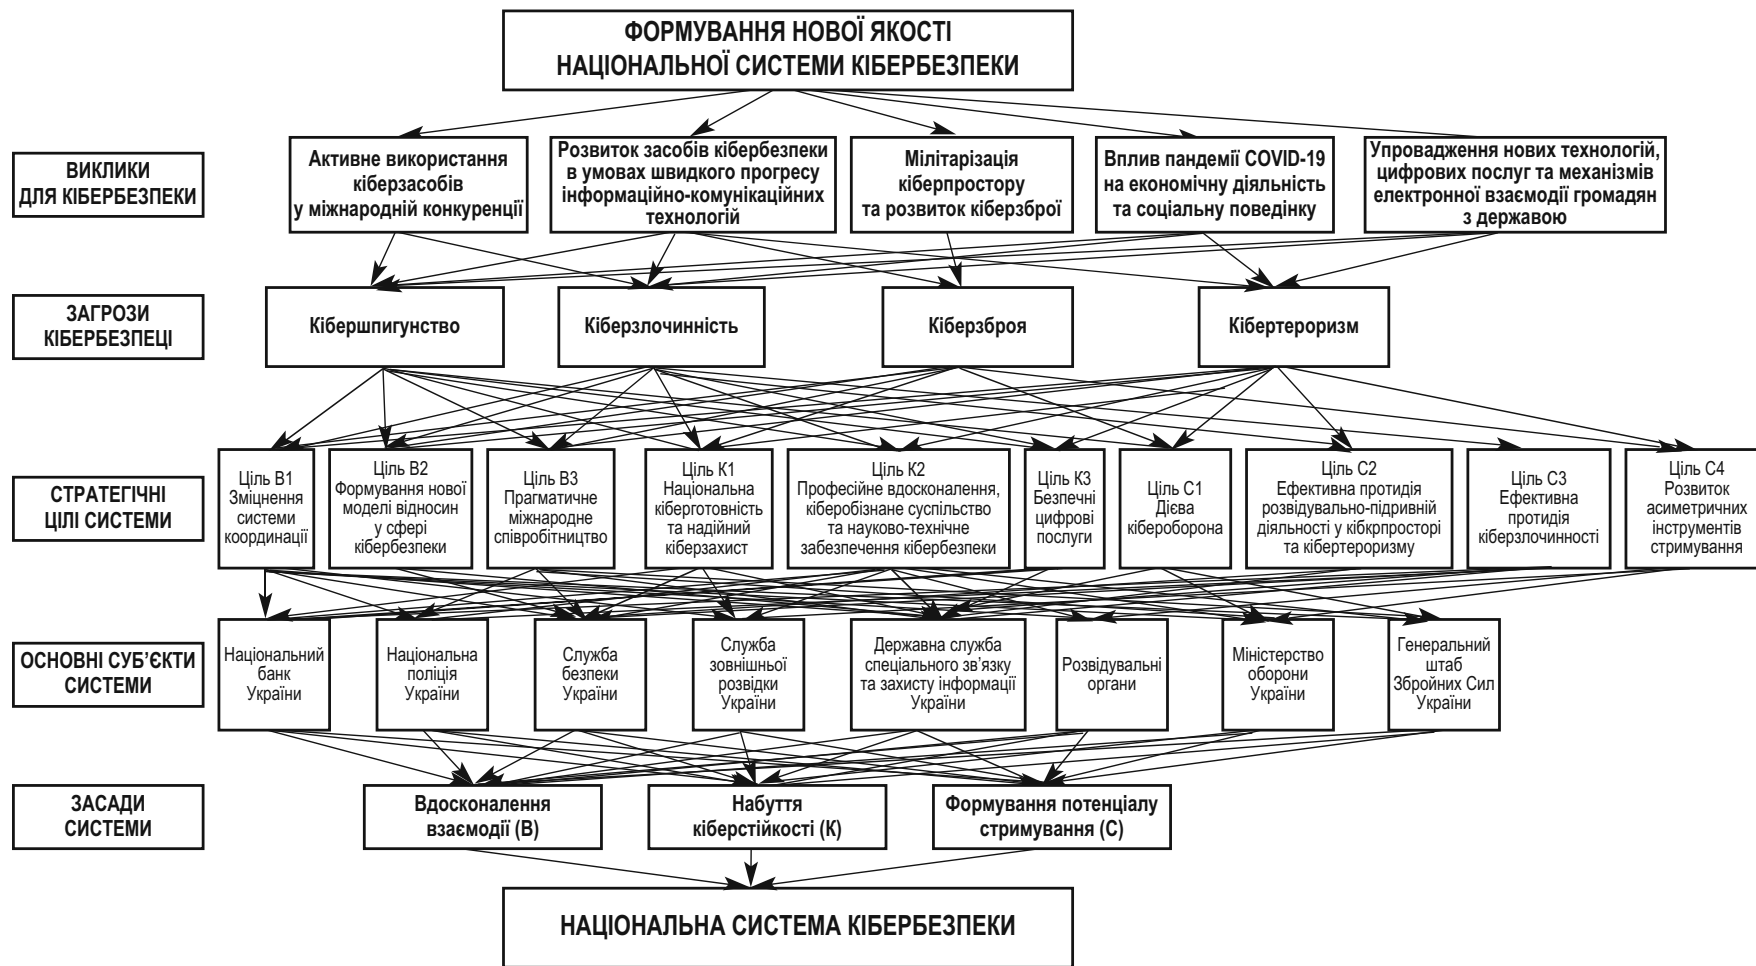 ФОРМУВАННЯ НОВОЇ ЯКОСТІ
НАЦІОНАЛЬНОЇ СИСТЕМИ КІБЕРБЕЗПЕКИ
ВИКЛИКИ
ДЛЯ КІБЕРБЕЗПЕКИ
Активне використання
кіберзасобів
у міжнародній конкуренції
Розвиток засобів кібербезпеки
в умовах швидкого прогресу
інформаційно-комунікаційних
технологій
Мілітаризація
кіберпростору
та розвиток кіберзброї
Вплив пандемії COVID-19
на економічну діяльність
та соціальну поведінку
Упровадження нових технологій,
цифрових послуг та механізмів
електронної взаємодії громадян
з державою
ЗАГРОЗИ
КІБЕРБЕЗПЕЦІ
Кібершпигунство
Кіберзлочинність
Кіберзброя
Кібертероризм
СТРАТЕГІЧНІ
ЦІЛІ СИСТЕМИ
Ціль В1
Зміцнення
системи
координації
Ціль В2
Формування нової
моделі відносин
у сфері
кібербезпеки
Ціль В3
Прагматичне
міжнародне
співробітництво
Ціль К1
Національна
кіберготовність
та надійний
кіберзахист
Ціль К2
Професійне вдосконалення,
кіберобізнане суспільство
та науково-технічне
забезпечення кібербезпеки
Ціль К3
Безпечні
цифрові
послуги
Ціль С1
Дієва
кібероборона
Ціль С2
Ефективна протидія
розвідувально-підривній
діяльності у кібкрпросторі
та кібертероризму
Ціль С3
Ефективна
протидія
кіберзлочинності
Ціль С4
Розвиток
асиметричних
інструментів
стримування
ОСНОВНІ СУБ’ЄКТИ
СИСТЕМИ
Національний
банк
України
Національна
поліція
України
Служба
безпеки
України
Служба
зовнішньої
розвідки
України
Державна служба
спеціального зв’язку
та захисту інформації
України
Розвідувальні
органи
Міністерство
оборони
України
Генеральний
штаб
Збройних Сил
України
ЗАСАДИ
СИСТЕМИ
Вдосконалення
взаємодії (В)
Набуття
кіберстійкості (К)
Формування потенціалу
стримування (С)
НАЦІОНАЛЬНА СИСТЕМА КІБЕРБЕЗПЕКИ